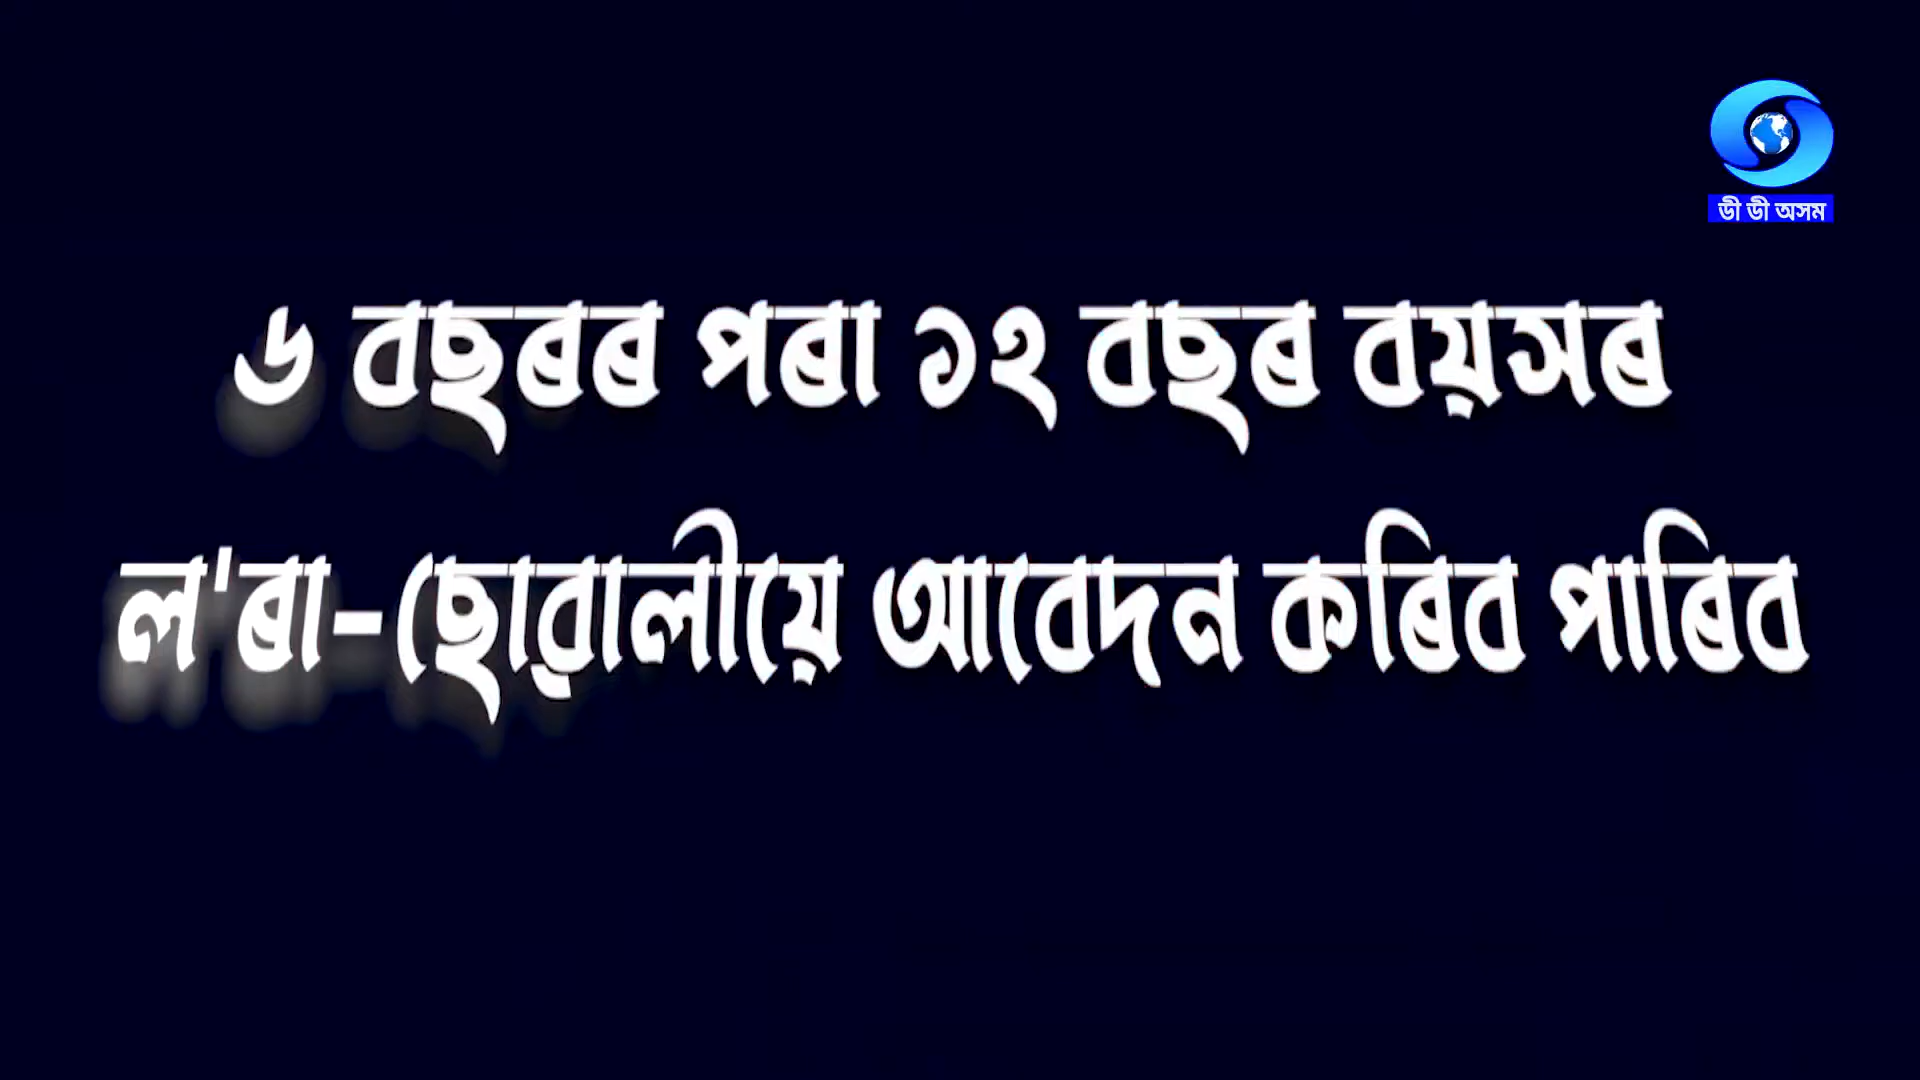 ডী ডী অসম
৬ বছৰৰ পৰা ১২ বছৰ বয়সৰ
ল'ৰা-ছোৱালীয়ে আবেদন কৰিব পাৰিব